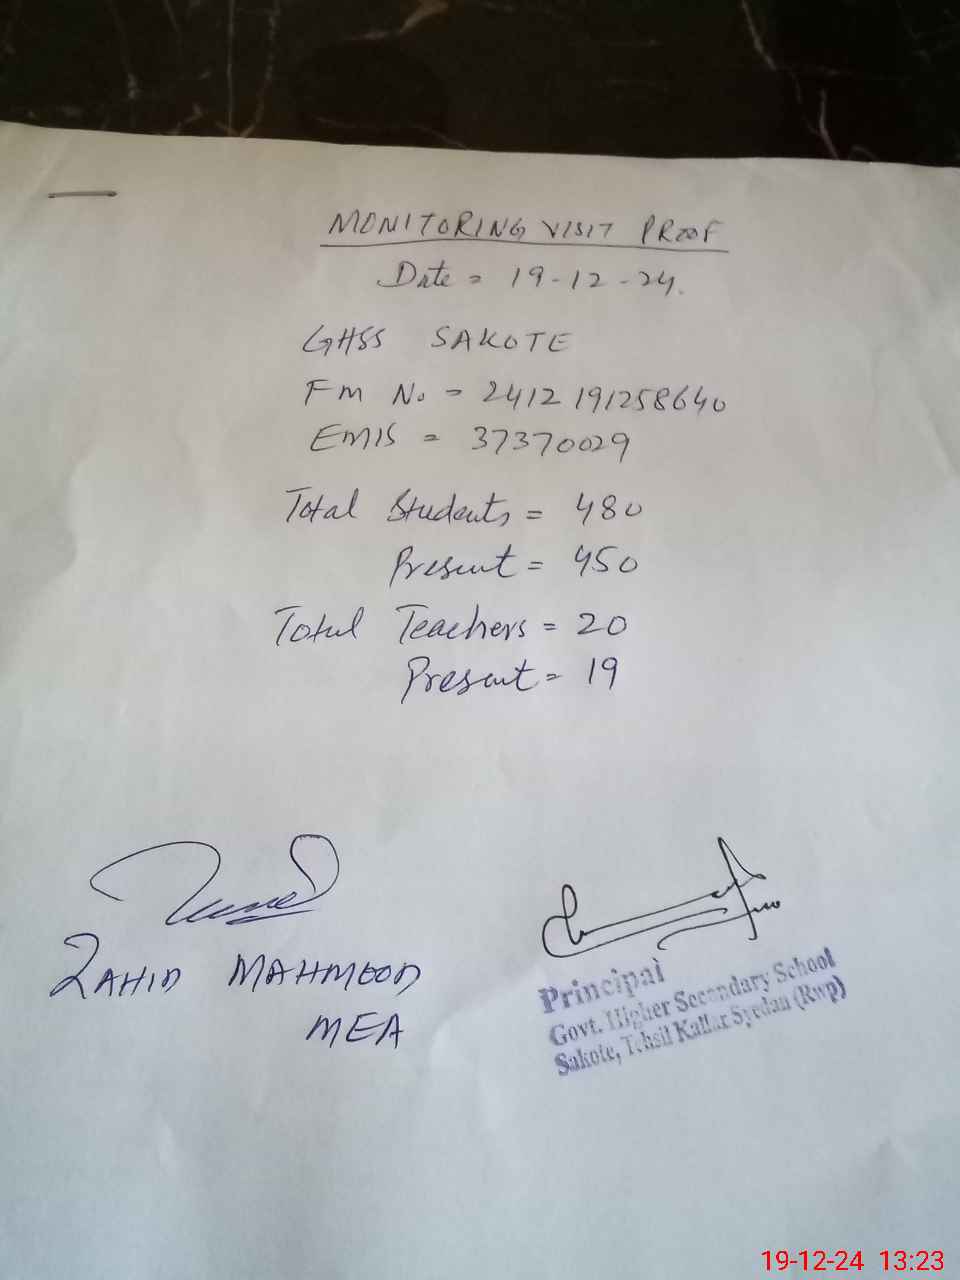 MONITORING VISIT PROOF
Date = 19-12-24.
GHSS SAKOTE
FM No. = 2412191258640
EMIS = 37370029
Total Students = 480
Present = 450
Total Teachers = 20
Present = 19
ZAHID MAHMOOD
MEA
Principal
Govt. Higher Secondary School
Sakote, Tehsil Kallar Syedan (Rwp)
19-12-24 13:23